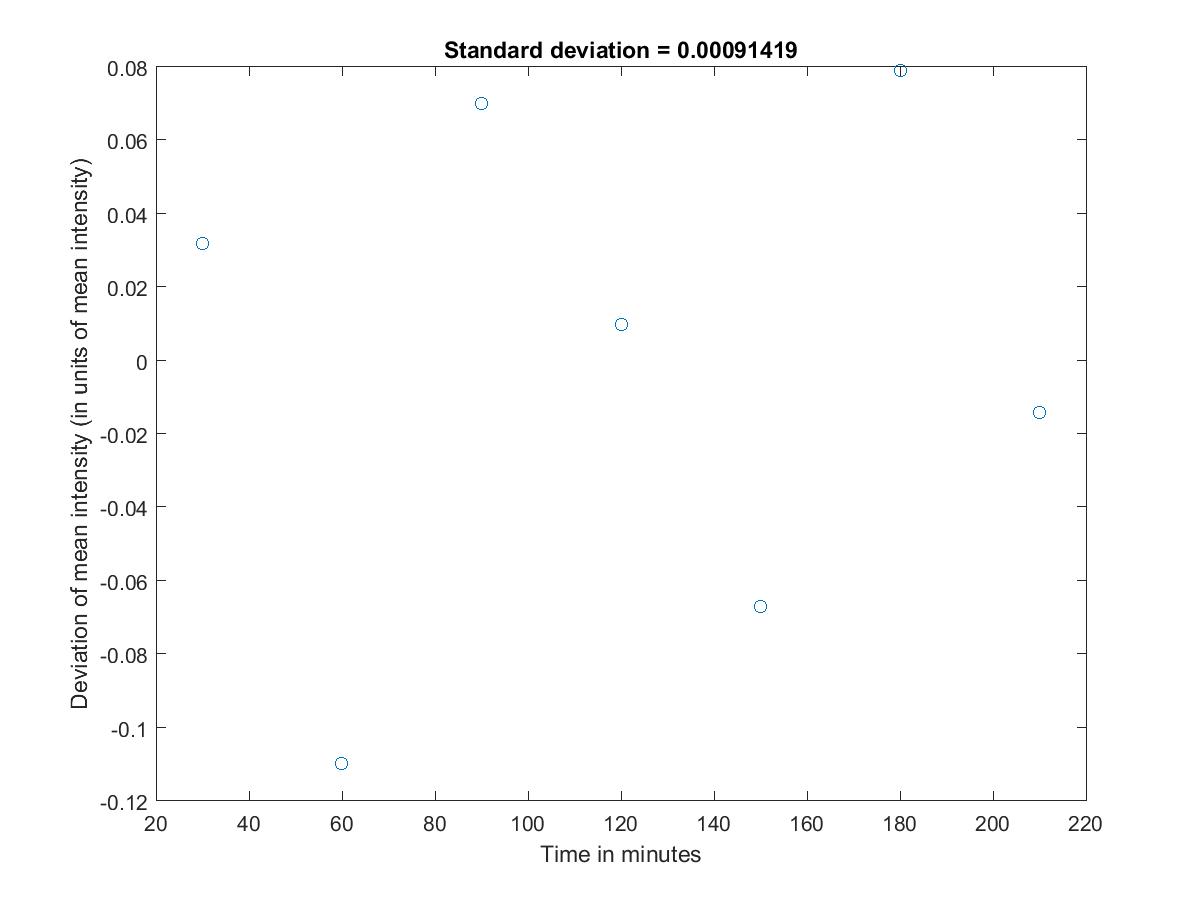 Standard deviation = 0.00091419
0.08
0.06
0.04
0.02
0
-0.02
-0.04
-0.06
-0.08
-0.1
-0.12
Deviation of mean intensity (in units of mean intensity)
20 40 60 80 100 120 140 160 180 200 220
Time in minutes